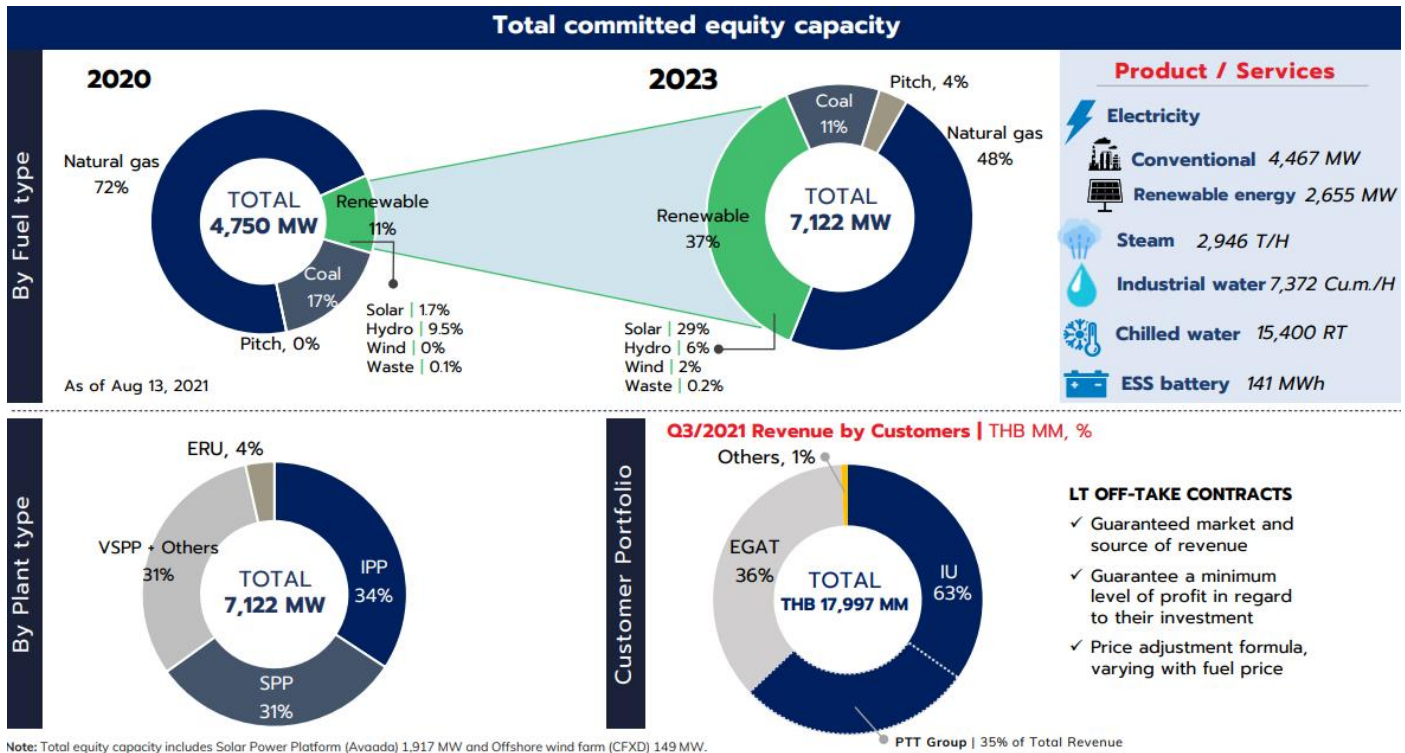 Total committed equity capacity
By Fuel type
2020
Natural gas
72%
TOTAL
4,750 MW
Renewable
11%
Coal
17%
Pitch, 0%
Solar | 1.7%
Hydro | 9.5%
Wind | 0%
Waste | 0.1%
As of Aug 13, 2021
2023
Pitch, 4%
Coal
11%
Natural gas
48%
TOTAL
7,122 MW
Renewable
37%
Solar | 29%
Hydro | 6%
Wind | 2%
Waste | 0.2%
Product / Services
Electricity
Conventional 4,467 MW
Renewable energy 2,655 MW
Steam 2,946 T/H
Industrial water 7,372 Cu.m./H
Chilled water 15,400 RT
ESS battery 141 MWh
By Plant type
ERU, 4%
VSPP + Others
31%
TOTAL
7,122 MW
IPP
34%
SPP
31%
Customer Portfolio
Q3/2021 Revenue by Customers | THB MM, %
Others, 1%
EGAT
36%
TOTAL
THB 17,997 MM
IU
63%
PTT Group | 35% of Total Revenue
LT OFF-TAKE CONTRACTS
✓ Guaranteed market and
source of revenue
✓ Guarantee a minimum
level of profit in regard
to their investment
✓ Price adjustment formula,
varying with fuel price
Note: Total equity capacity includes Solar Power Platform (Avaada) 1,917 MW and Offshore wind farm (CFXD) 149 MW.